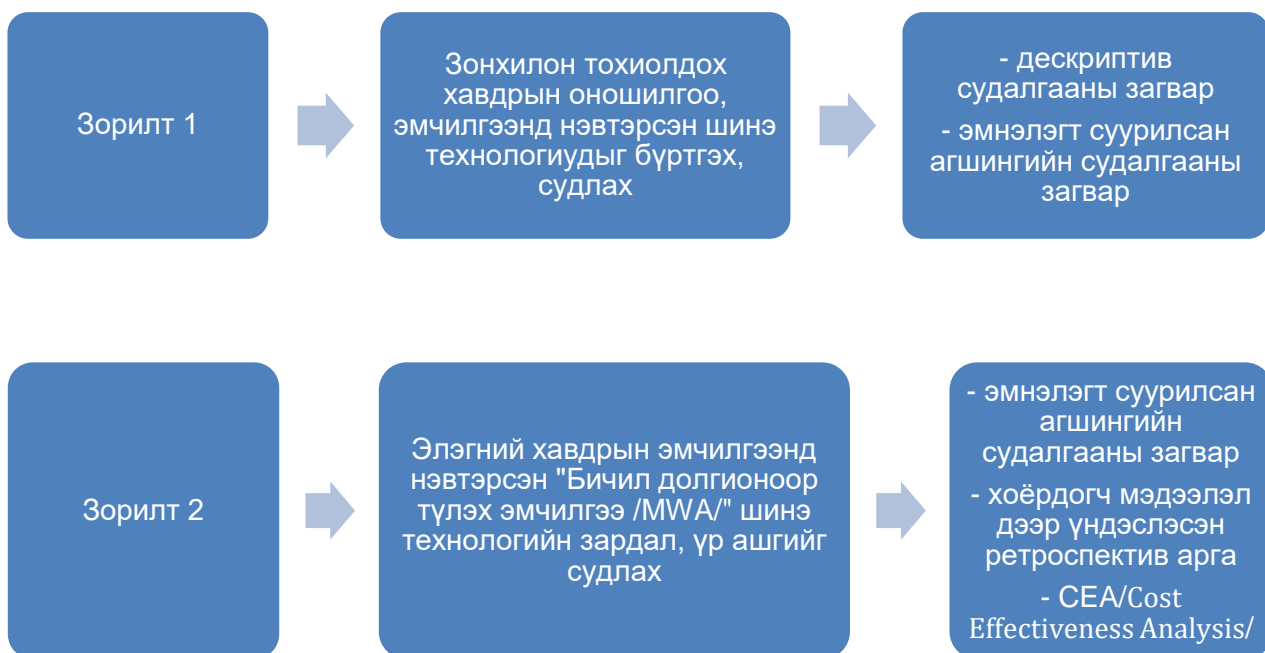 Зорилт 1
Зонхилон тохиолдох
хавдрын оношилгоо,
эмчилгээнд нэвтэрсэн шинэ
технологиудыг бүртгэх,
судлах
- дескриптив
судалгааны загвар
- эмнэлэгт суурилсан
агшингийн судалгааны
загвар
Зорилт 2
Элэгний хавдрын эмчилгээнд
нэвтэрсэн "Бичил долгионоор
түлэх эмчилгээ /MWA/" шинэ
технологийн зардал, үр ашгийг
судлах
- эмнэлэгт суурилсан
агшингийн
судалгааны загвар
- хоёрдогч мэдээлэл
дээр үндэслэсэн
ретроспектив арга
- CEA/Cost
Effectiveness Analysis/